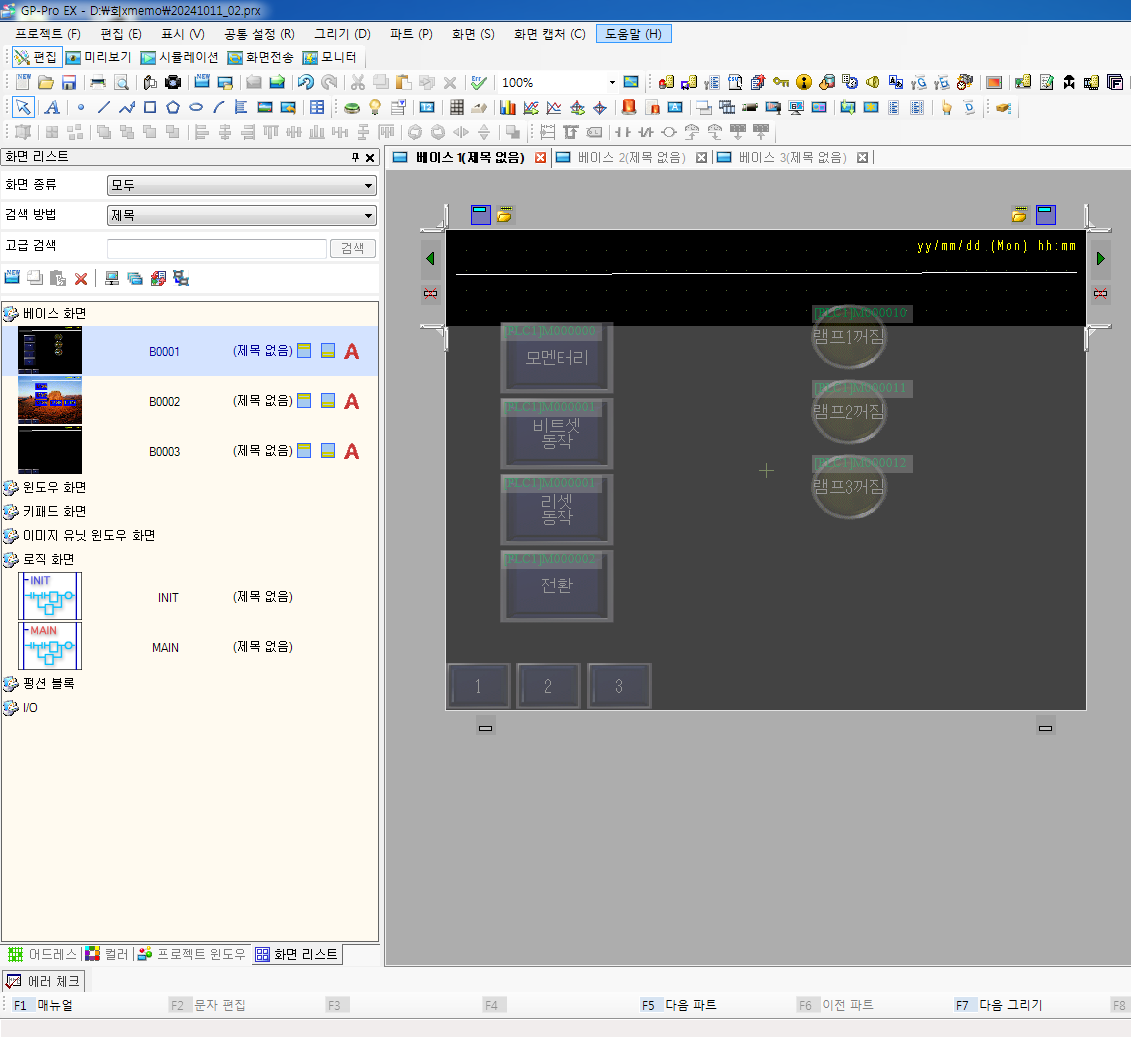 GP-Pro EX - D:₩회xmemo₩20241011_02.prx
프로젝트 (F) 편집 (E) 표시 (V) 공통 설정 (R) 그리기 (D) 파트 (P) 화면 (S) 화면 캡처 (C) 도움말 (H)
편집 미리보기 시뮬레이션 화면전송 모니터
100%
화면 리스트
베이스 1(제목 없음) 베이스 2(제목 없음) 베이스 3(제목 없음)
화면 종류 모두
검색 방법 제목
고급 검색 검색
yy/mm/dd (Mon) hh:mm
베이스 화면
B0001 (제목 없음) A
B0002 (제목 없음) A
B0003 (제목 없음) A
윈도우 화면
키패드 화면
이미지 유닛 윈도우 화면
로직 화면
INIT INIT (제목 없음)
MAIN MAIN (제목 없음)
평션 블록
I/O
[PLC1]M000000
모멘터리
[PLC1]M000001
비트셋
동작
[PLC1]M000001
리셋
동작
[PLC1]M000002
전환
[PLC1]M000010
램프1꺼짐
[PLC1]M000011
램프2꺼짐
[PLC1]M000012
램프3꺼짐
1 2 3
어드레스 컬러 프로젝트 윈도우 화면 리스트
에러 체크
F1 매뉴얼 F2 문자 편집 F3 F4 F5 다음 파트 F6 이전 파트 F7 다음 그리기 F8